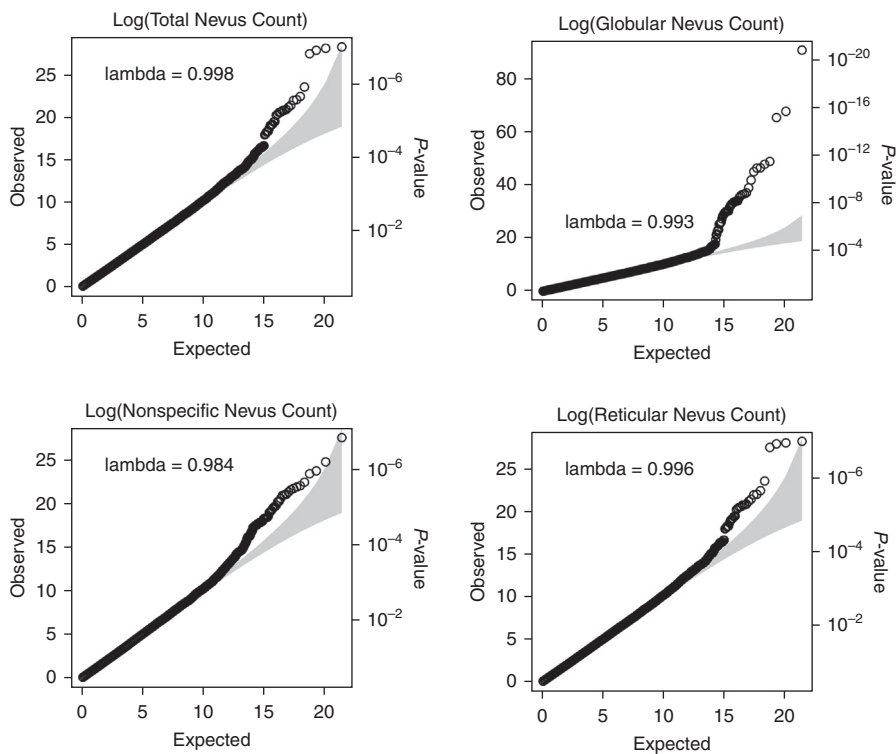 Log(Total Nevus Count)
lambda = 0.998
Observed
25
20
15
10
5
0
10–6
10–4
10–2
P-value
0 5 10 15 20
Expected
Log(Globular Nevus Count)
lambda = 0.993
Observed
80
60
40
20
0
10–20
10–16
10–12
10–8
10–4
P-value
0 5 10 15 20
Expected
Log(Nonspecific Nevus Count)
lambda = 0.984
Observed
25
20
15
10
5
0
10–6
10–4
10–2
P-value
0 5 10 15 20
Expected
Log(Reticular Nevus Count)
lambda = 0.996
Observed
25
20
15
10
5
0
10–6
10–4
10–2
P-value
0 5 10 15 20
Expected